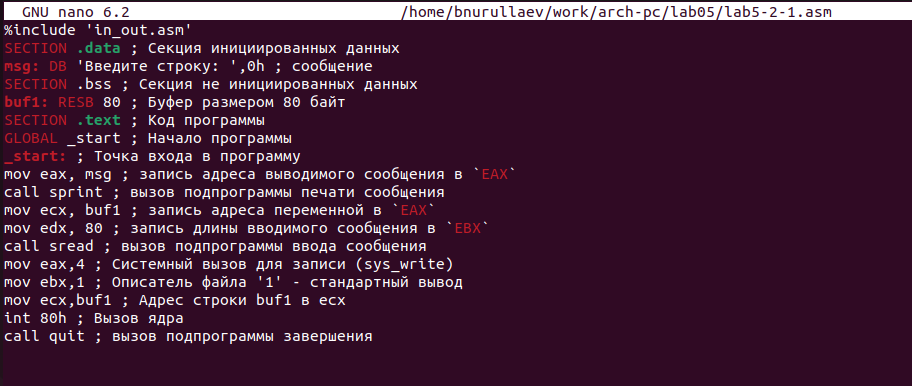 GNU nano 6.2 /home/bnurullaev/work/arch-pc/lab05/lab5-2-1.asm
%include 'in_out.asm'
SECTION .data ; Секция инициированных данных
msg: DB 'Введите строку: ',0h ; сообщение
SECTION .bss ; Секция не инициированных данных
buf1: RESB 80 ; Буфер размером 80 байт
SECTION .text ; Код программы
GLOBAL _start ; Начало программы
_start: ; Точка входа в программу
mov eax, msg ; запись адреса выводимого сообщения в `EAX`
call sprint ; вызов подпрограммы печати сообщения
mov ecx, buf1 ; запись адреса переменной в `EAX`
mov edx, 80 ; запись длины вводимого сообщения в `EBX`
call sread ; вызов подпрограммы ввода сообщения
mov eax,4 ; Системный вызов для записи (sys_write)
mov ebx,1 ; Описатель файла '1' - стандартный вывод
mov ecx,buf1 ; Адрес строки buf1 в ecx
int 80h ; Вызов ядра
call quit ; вызов подпрограммы завершения